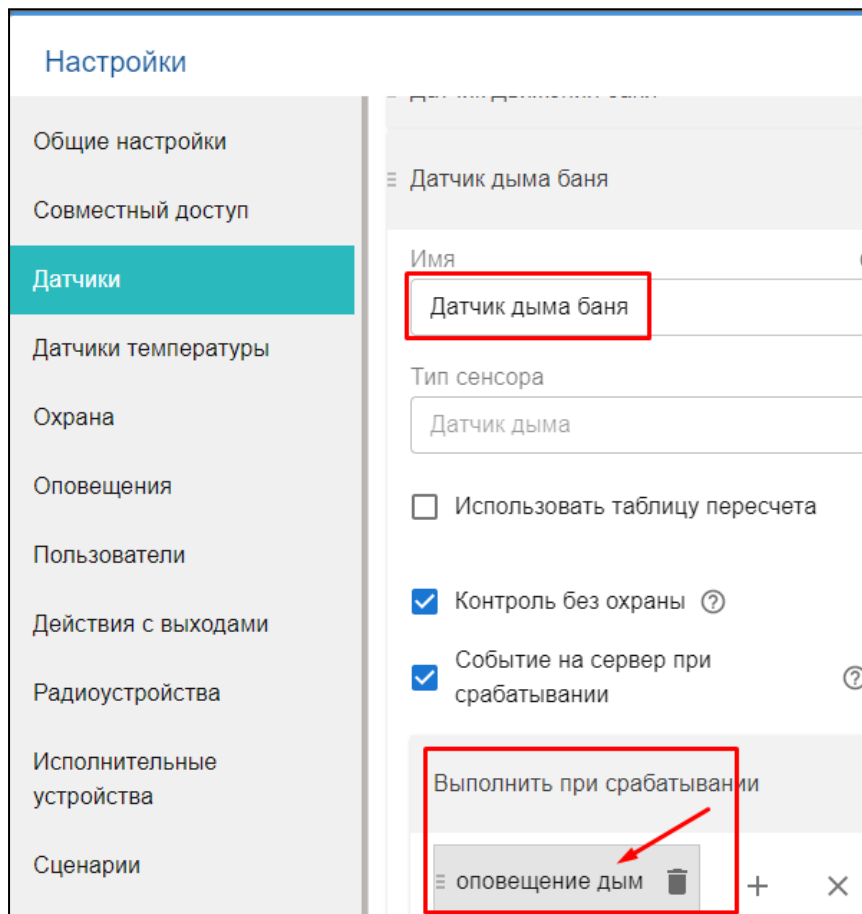 Настройки
Общие настройки
Совместный доступ
Датчики
Датчики температуры
Охрана
Оповещения
Пользователи
Действия с выходами
Радиоустройства
Исполнительные
устройства
Сценарии
Датчик дыма баня
Имя
Датчик дыма баня
Тип сенсора
Датчик дыма
Использовать таблицу пересчета
Контроль без охраны
Событие на сервер при
срабатывании
Выполнить при срабатывании
оповещение дым